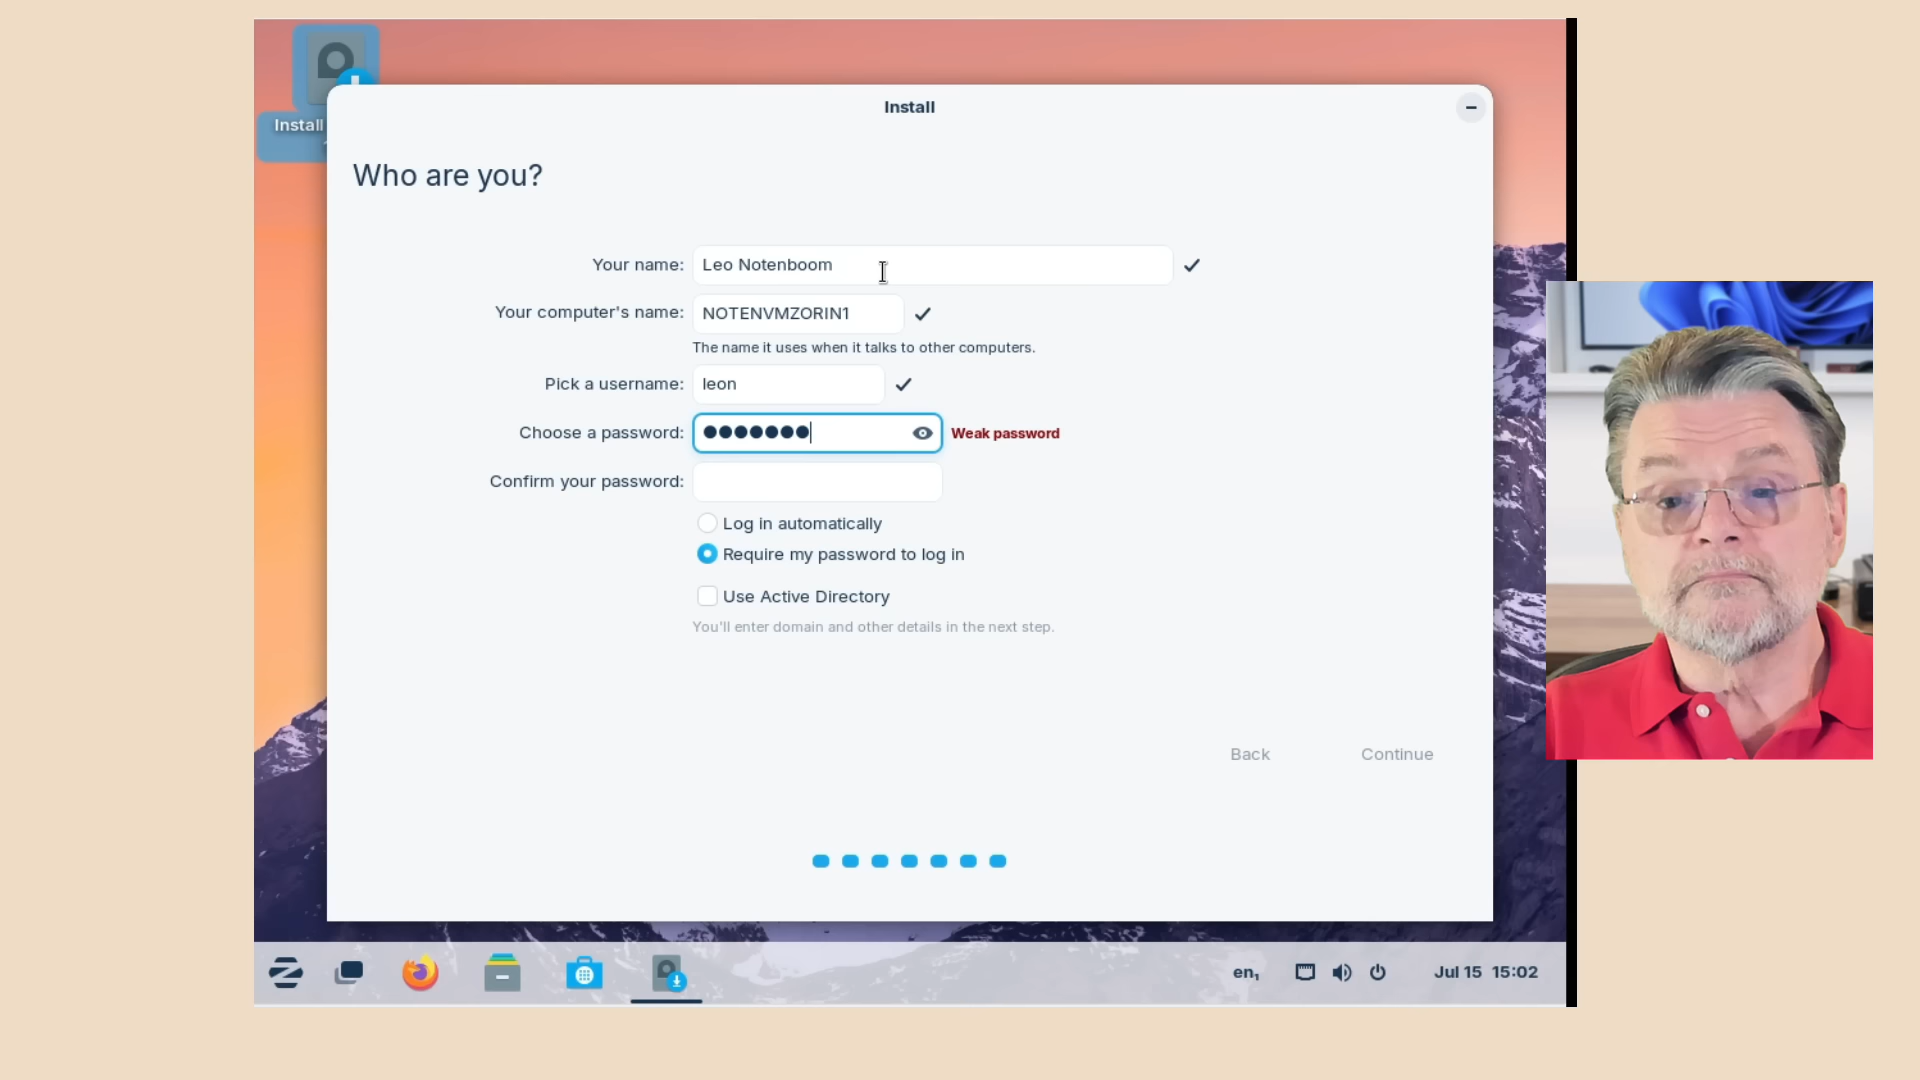 Install
Install
Who are you?
Your name: Leo Notenboom
Your computer's name: NOTENVMZORIN1
The name it uses when it talks to other computers.
Pick a username: leon
Choose a password: ●●●●●●● Weak password
Confirm your password:
Log in automatically
Require my password to log in
Use Active Directory
You'll enter domain and other details in the next step.
Back Continue
en₁ Jul 15 15:02